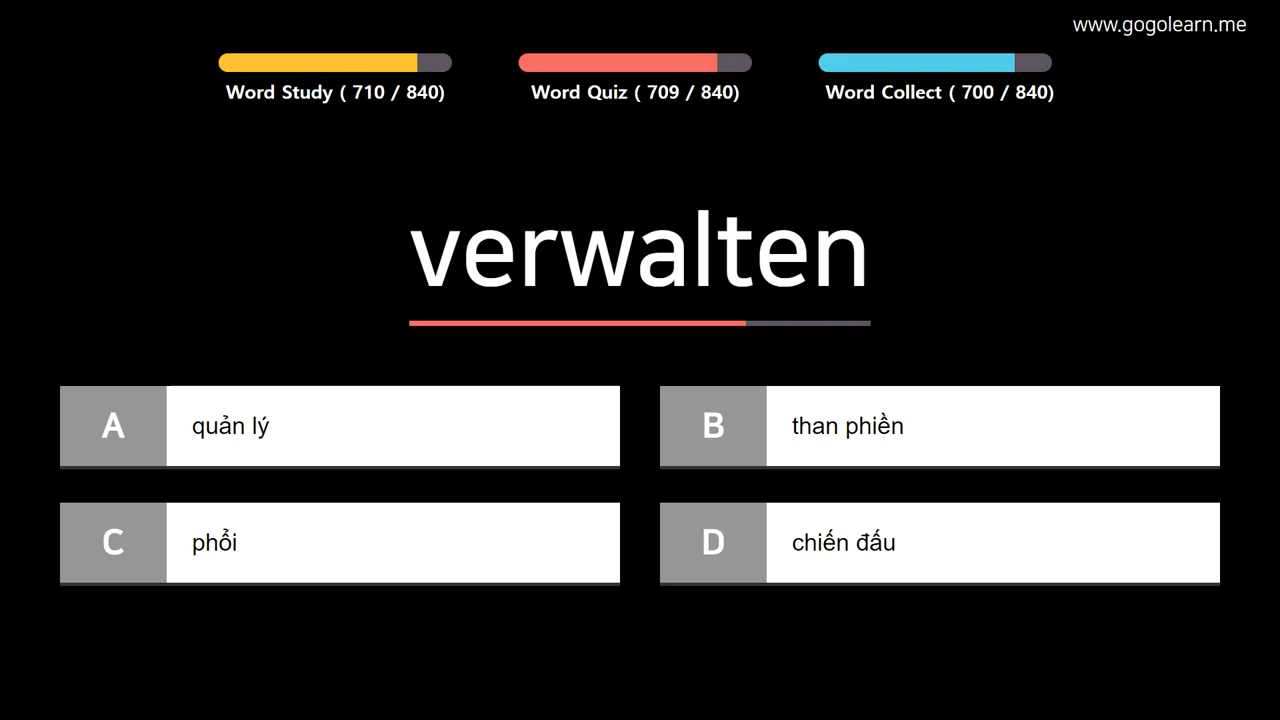 www.gogolearn.me
Word Study ( 710 / 840)
Word Quiz ( 709 / 840)
Word Collect ( 700 / 840)
verwalten
A quản lý
B than phiền
C phổi
D chiến đấu